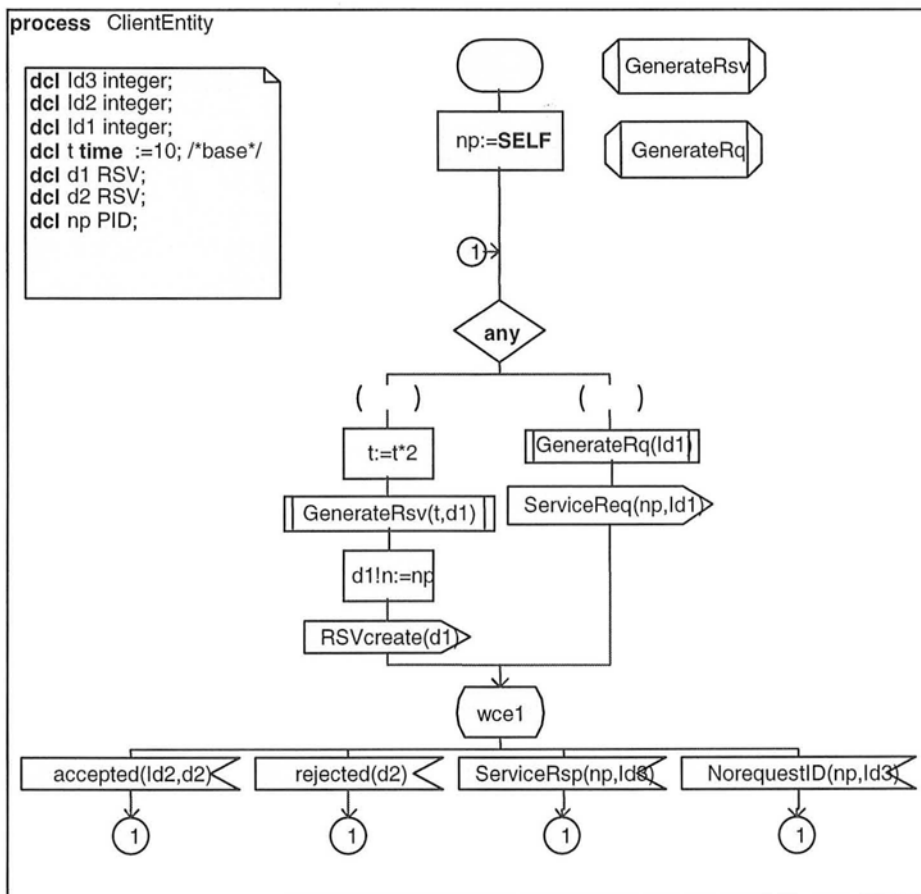 process ClientEntity
dcl Id3 integer;
dcl Id2 integer;
dcl Id1 integer;
dcl t time :=10; /*base*/
dcl d1 RSV;
dcl d2 RSV;
dcl np PID;
GenerateRsv
np:=SELF
GenerateRq
1
any
( )
( )
t:=t*2
GenerateRq(Id1)
GenerateRsv(t,d1)
ServiceReq(np,Id1)
d1!n:=np
RSVcreate(d1)
wce1
accepted(Id2,d2)
rejected(d2)
ServiceRsp(np,Id3)
NorequestID(np,Id3)
1
1
1
1